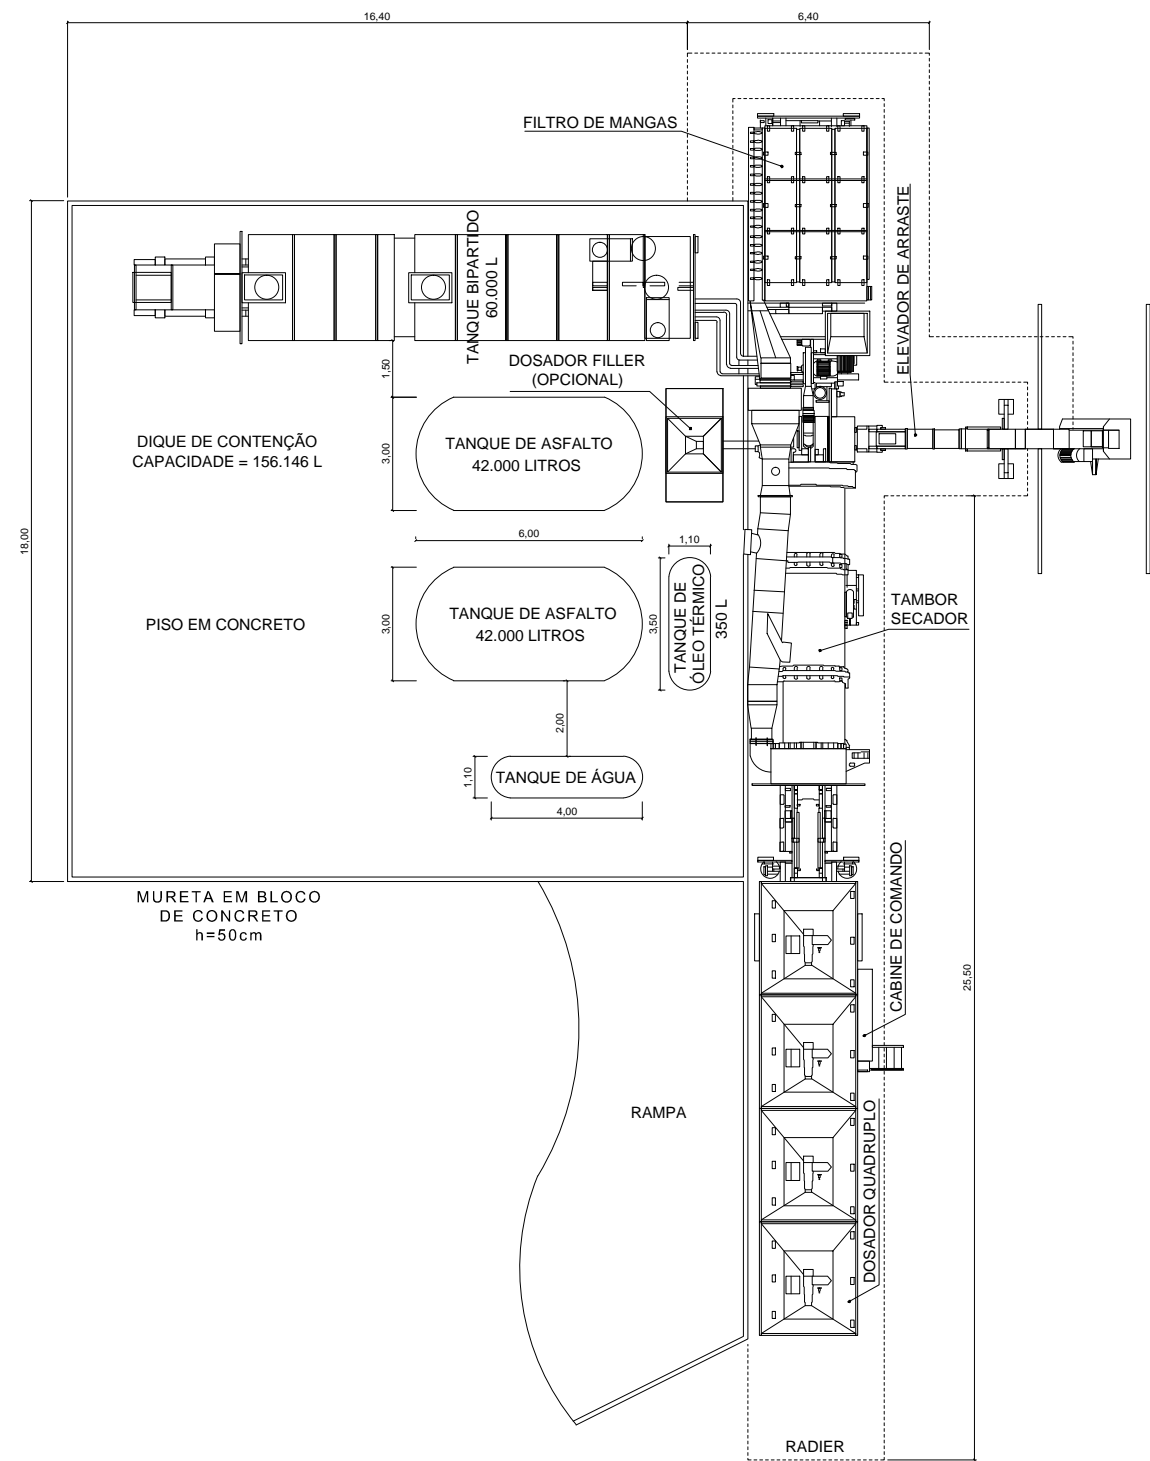 16,40
6,40
FILTRO DE MANGAS
ELEVADOR DE ARRASTE
TANQUE BIPARTIDO
60.000 L
DOSADOR FILLER
(OPCIONAL)
1,50
DIQUE DE CONTENÇÃO
CAPACIDADE = 156.146 L
3,00
TANQUE DE ASFALTO
42.000 LITROS
18,00
6,00
1,10
PISO EM CONCRETO
3,00
TANQUE DE ASFALTO
42.000 LITROS
3,50
TANQUE DE
ÓLEO TÉRMICO
350 L
TAMBOR
SECADOR
2,00
1,10
TANQUE DE ÁGUA
4,00
MURETA EM BLOCO
DE CONCRETO
h=50cm
CABINE DE COMANDO
25,50
RAMPA
DOSADOR QUADRUPLO
RADIER